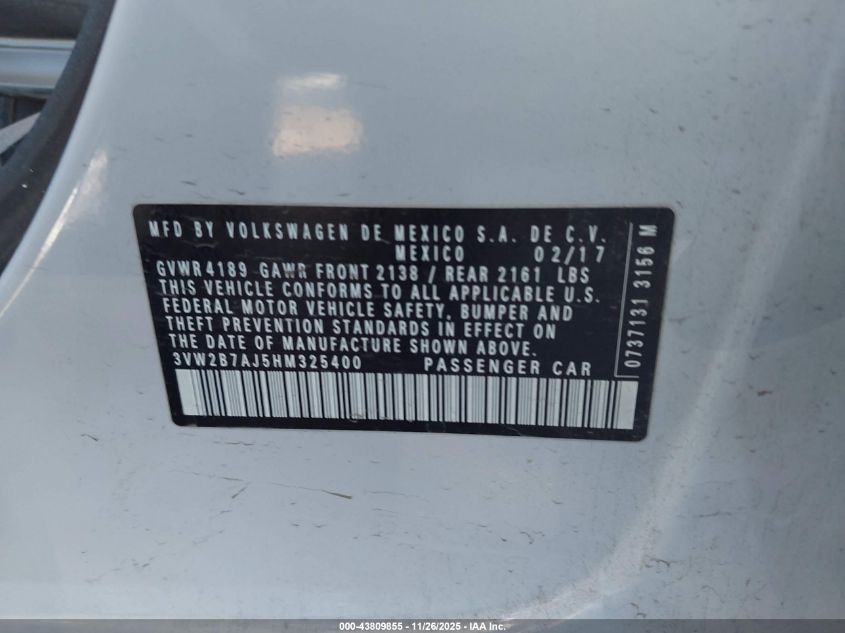 MFD BY VOLKSWAGEN DE MEXICO S.A. DE C.V.
MEXICO 02/17
GVWR 4189 GAWR FRONT 2138 / REAR 2161 LBS
THIS VEHICLE CONFORMS TO ALL APPLICABLE U.S.
FEDERAL MOTOR VEHICLE SAFETY, BUMPER AND
THEFT PREVENTION STANDARDS IN EFFECT ON
THE DATE OF MANUFACTURE SHOWN ABOVE.
3VW2B7AJ5HM325400 PASSENGER CAR
0737131 3156 M
000-43809855 - 11/26/2025 - IAA Inc.